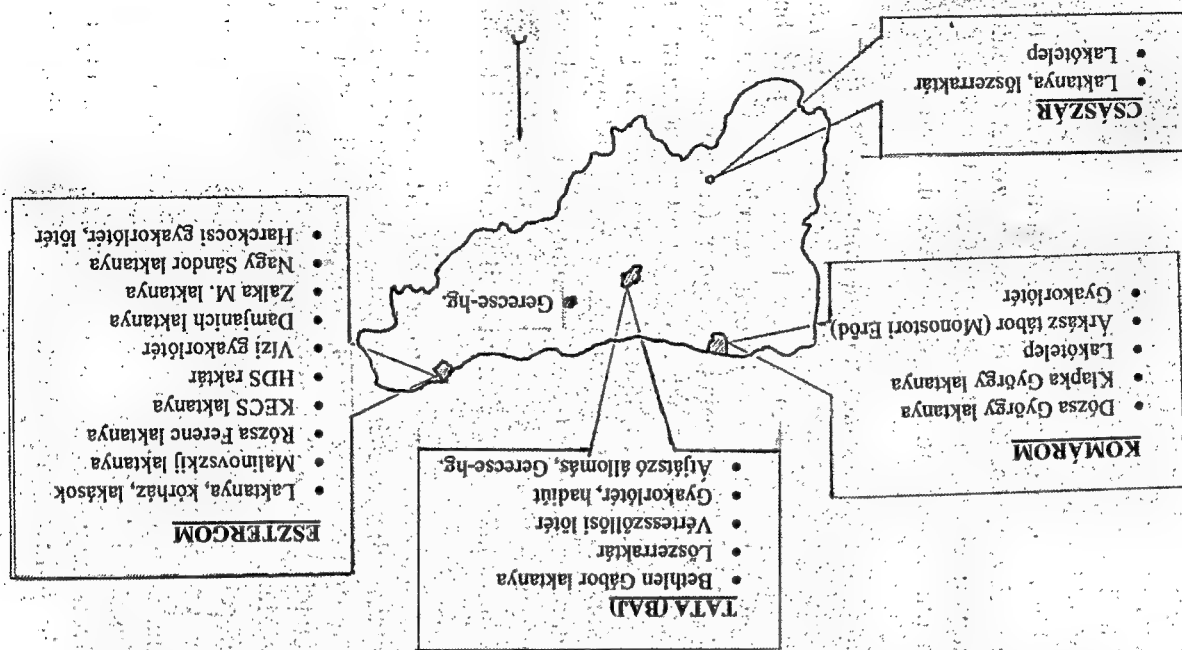 KOMÁROM
• Dózsa György laktanya
• Klapka György laktanya
• Lakótelep
• Árkász tábor (Monostori Erőd)
• Gyakorlótér
TATA (BAJ)
• Bethlen Gábor laktanya
• Lőszerraktár
• Vértesszőllősi lőtér
• Gyakorlótér, hadiút
• Átjátszó állomás, Gerecse-hg.
ESZTERGOM
• Laktanya, kórház, lakások
• Malinovszkij laktanya
• Rózsa Ferenc laktanya
• KECS laktanya
• HDS raktár
• Vízi gyakorlótér
• Damjanich laktanya
• Zalka M. laktanya
• Nagy Sándor laktanya
• Harckocsi gyakorlótér, lőtér
Gerecse-hg.
CSÁSZÁR
• Laktanya, lőszerraktár
• Lakótelep